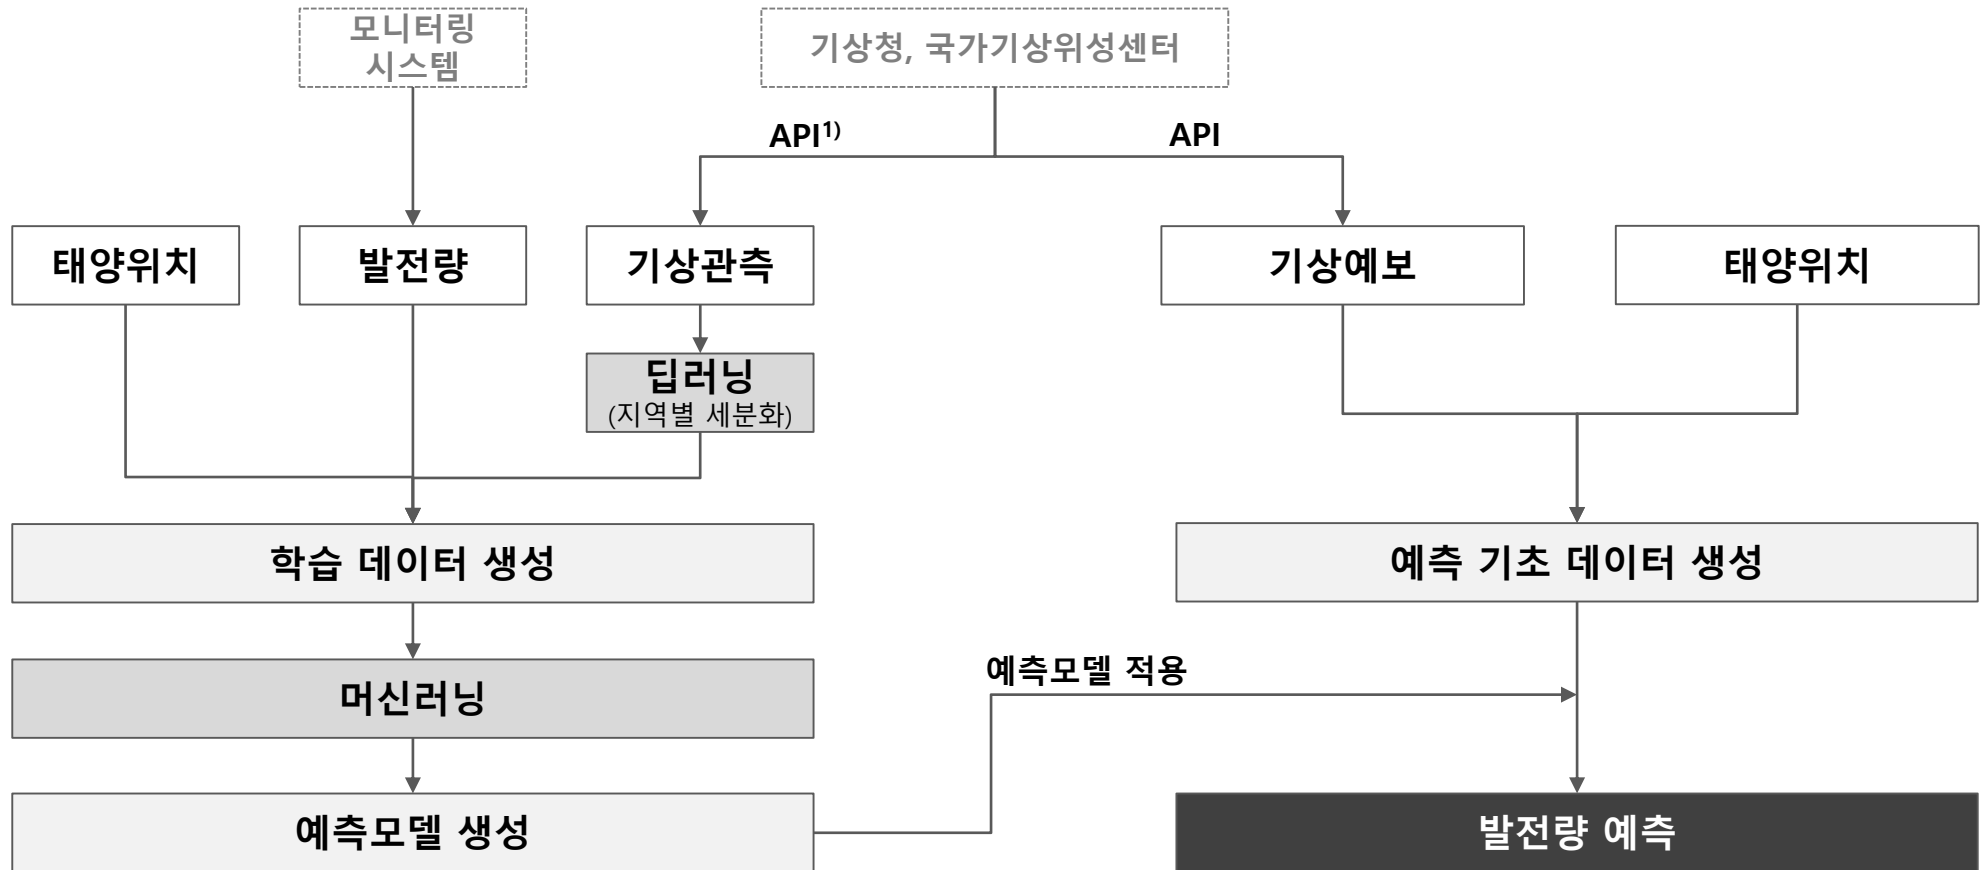 모니터링
시스템
기상청, 국가기상위성센터
API1)
API
태양위치
발전량
기상관측
기상예보
태양위치
딥러닝
(지역별 세분화)
학습 데이터 생성
예측 기초 데이터 생성
머신러닝
예측모델 적용
예측모델 생성
발전량 예측